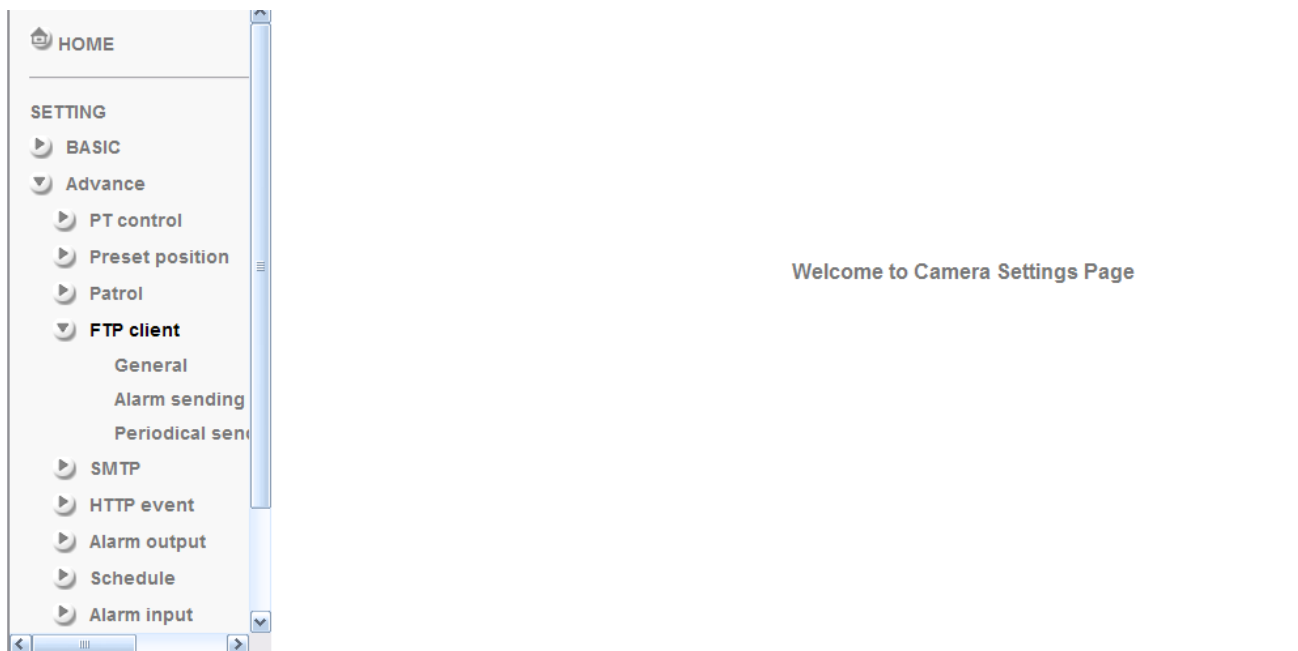 HOME
SETTING
BASIC
Advance
PT control
Preset position
Patrol
FTP client
General
Alarm sending
Periodical
SMTP
HTTP event
Alarm output
Schedule
Alarm input
Welcome to Camera Settings Page